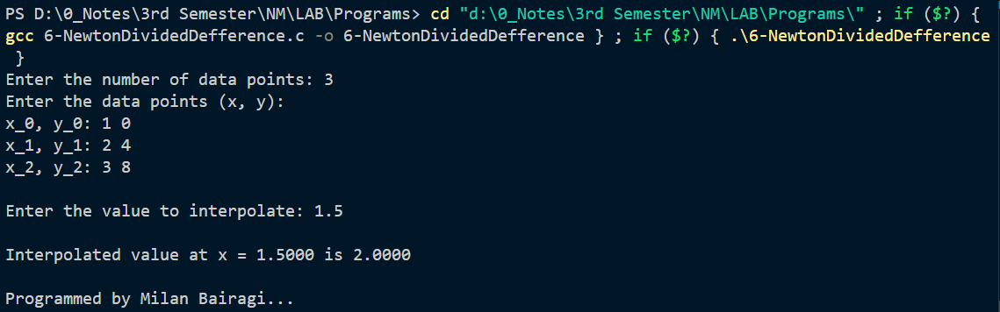 PS D:\0_Notes\3rd Semester\NM\LAB\Programs> cd "d:\0_Notes\3rd Semester\NM\LAB\Programs\" ; if ($?) {
gcc 6-NewtonDividedDefference.c -o 6-NewtonDividedDefference } ; if ($?) { .\6-NewtonDividedDefference
}
Enter the number of data points: 3
Enter the data points (x, y):
x_0, y_0: 1 0
x_1, y_1: 2 4
x_2, y_2: 3 8
Enter the value to interpolate: 1.5
Interpolated value at x = 1.5000 is 2.0000
Programmed by Milan Bairagi...